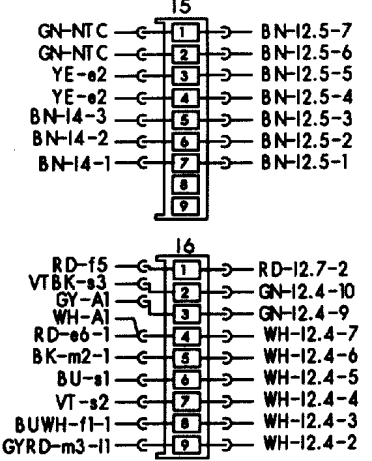 I5
GN-NTC 1 BN-I2.5-7
GN-NTC 2 BN-I2.5-6
YE-e2 3 BN-I2.5-5
YE-e2 4 BN-I2.5-4
BN-I4-3 5 BN-I2.5-3
BN-I4-2 6 BN-I2.5-2
BN-I4-1 7 BN-I2.5-1
8
9
I6
RD-f5 1 RD-I2.7-2
VTBK-s3 2 GN-I2.4-10
GY-A1 3 GN-I2.4-9
WH-A1
RD-e6-1 4 WH-I2.4-7
BK-m2-1 5 WH-I2.4-6
BU-s1 6 WH-I2.4-5
VT-s2 7 WH-I2.4-4
BUWH-f1-1 8 WH-I2.4-3
GYRD-m3-I1 9 WH-I2.4-2